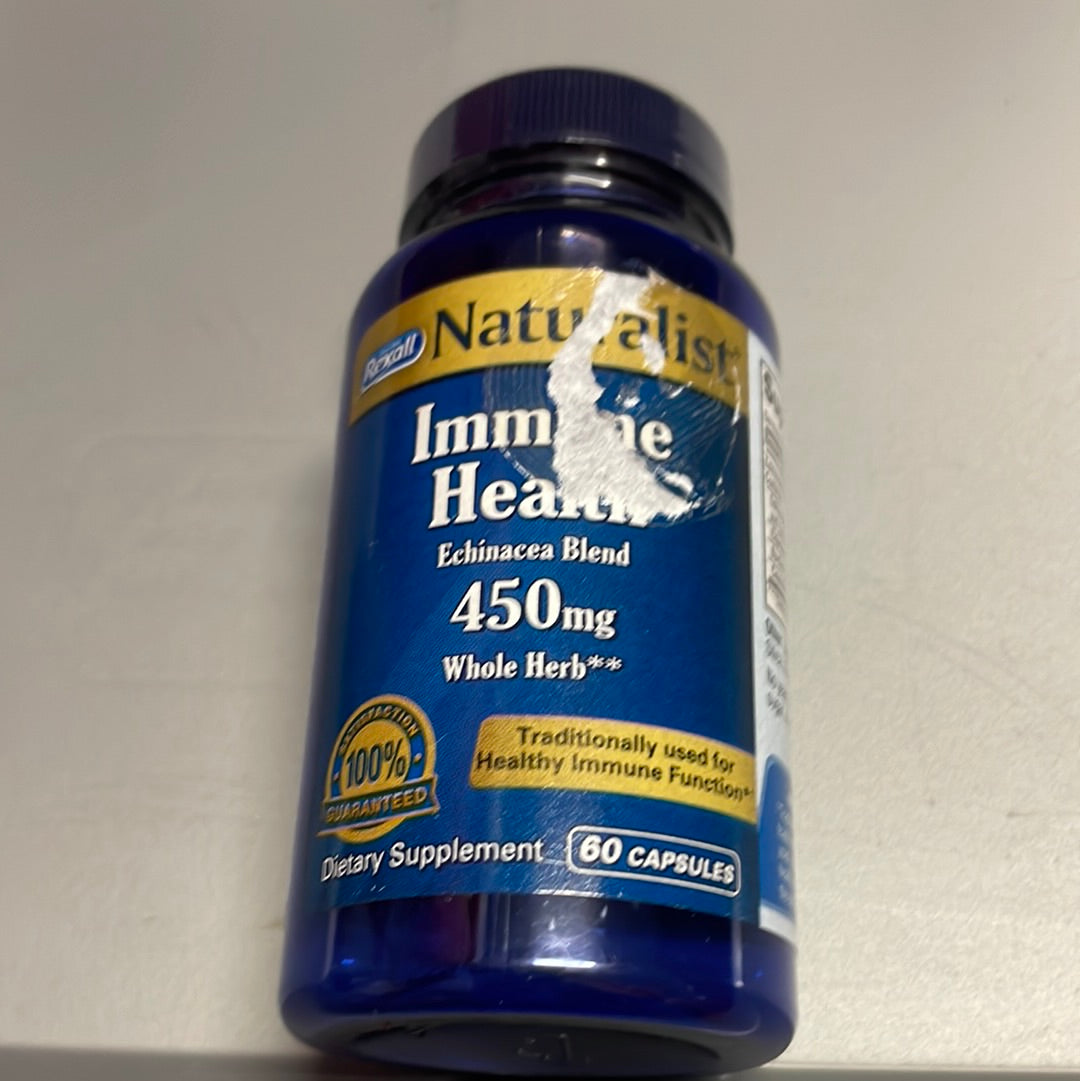 Rexall Naturalist
Immune
Health
Echinacea Blend
450mg
Whole Herb**
SATISFACTION
100%
GUARANTEED
Traditionally used for
Healthy Immune Function*
Dietary Supplement
60 CAPSULES